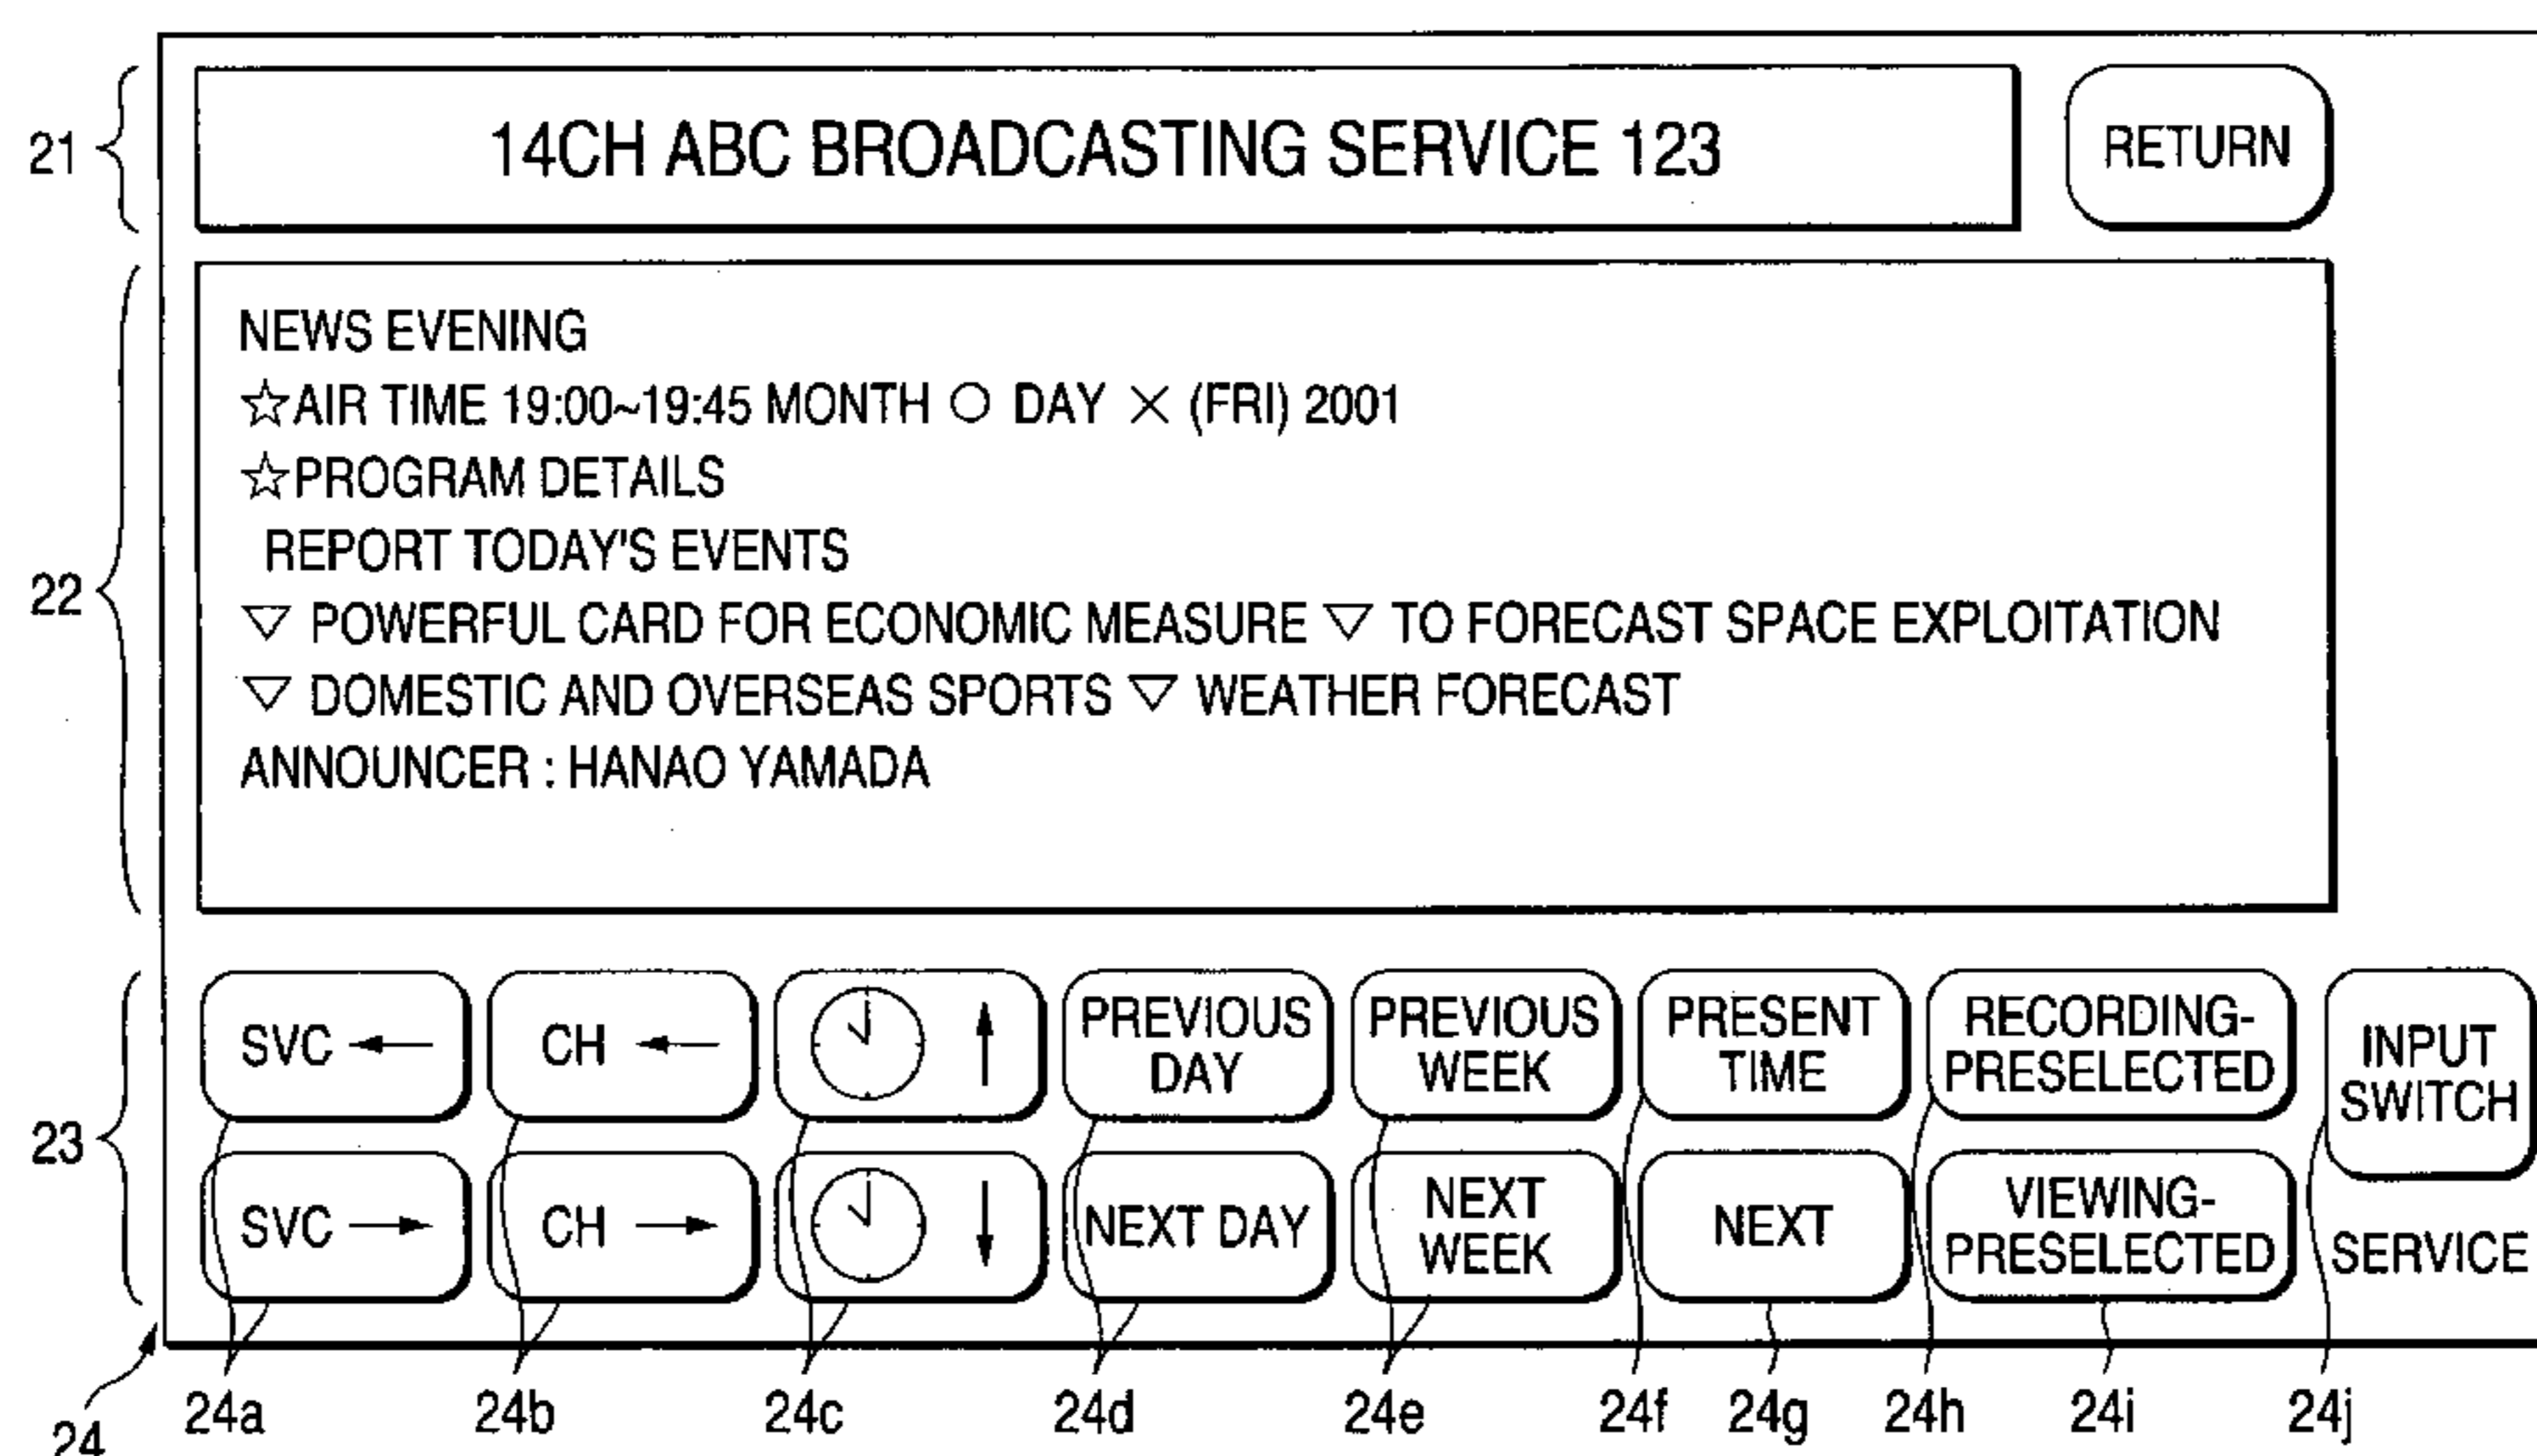 21
14CH ABC BROADCASTING SERVICE 123
RETURN
22
NEWS EVENING
☆AIR TIME 19:00~19:45 MONTH ○ DAY × (FRI) 2001
☆PROGRAM DETAILS
REPORT TODAY'S EVENTS
▽ POWERFUL CARD FOR ECONOMIC MEASURE ▽ TO FORECAST SPACE EXPLOITATION
▽ DOMESTIC AND OVERSEAS SPORTS ▽ WEATHER FORECAST
ANNOUNCER : HANAO YAMADA
23
SVC ←
CH ←
↑
PREVIOUS
DAY
PREVIOUS
WEEK
PRESENT
TIME
RECORDING-
PRESELECTED
INPUT
SWITCH
SVC →
CH →
↓
NEXT DAY
NEXT
WEEK
NEXT
VIEWING-
PRESELECTED
SERVICE
24
24a
24b
24c
24d
24e
24f
24g
24h
24i
24j